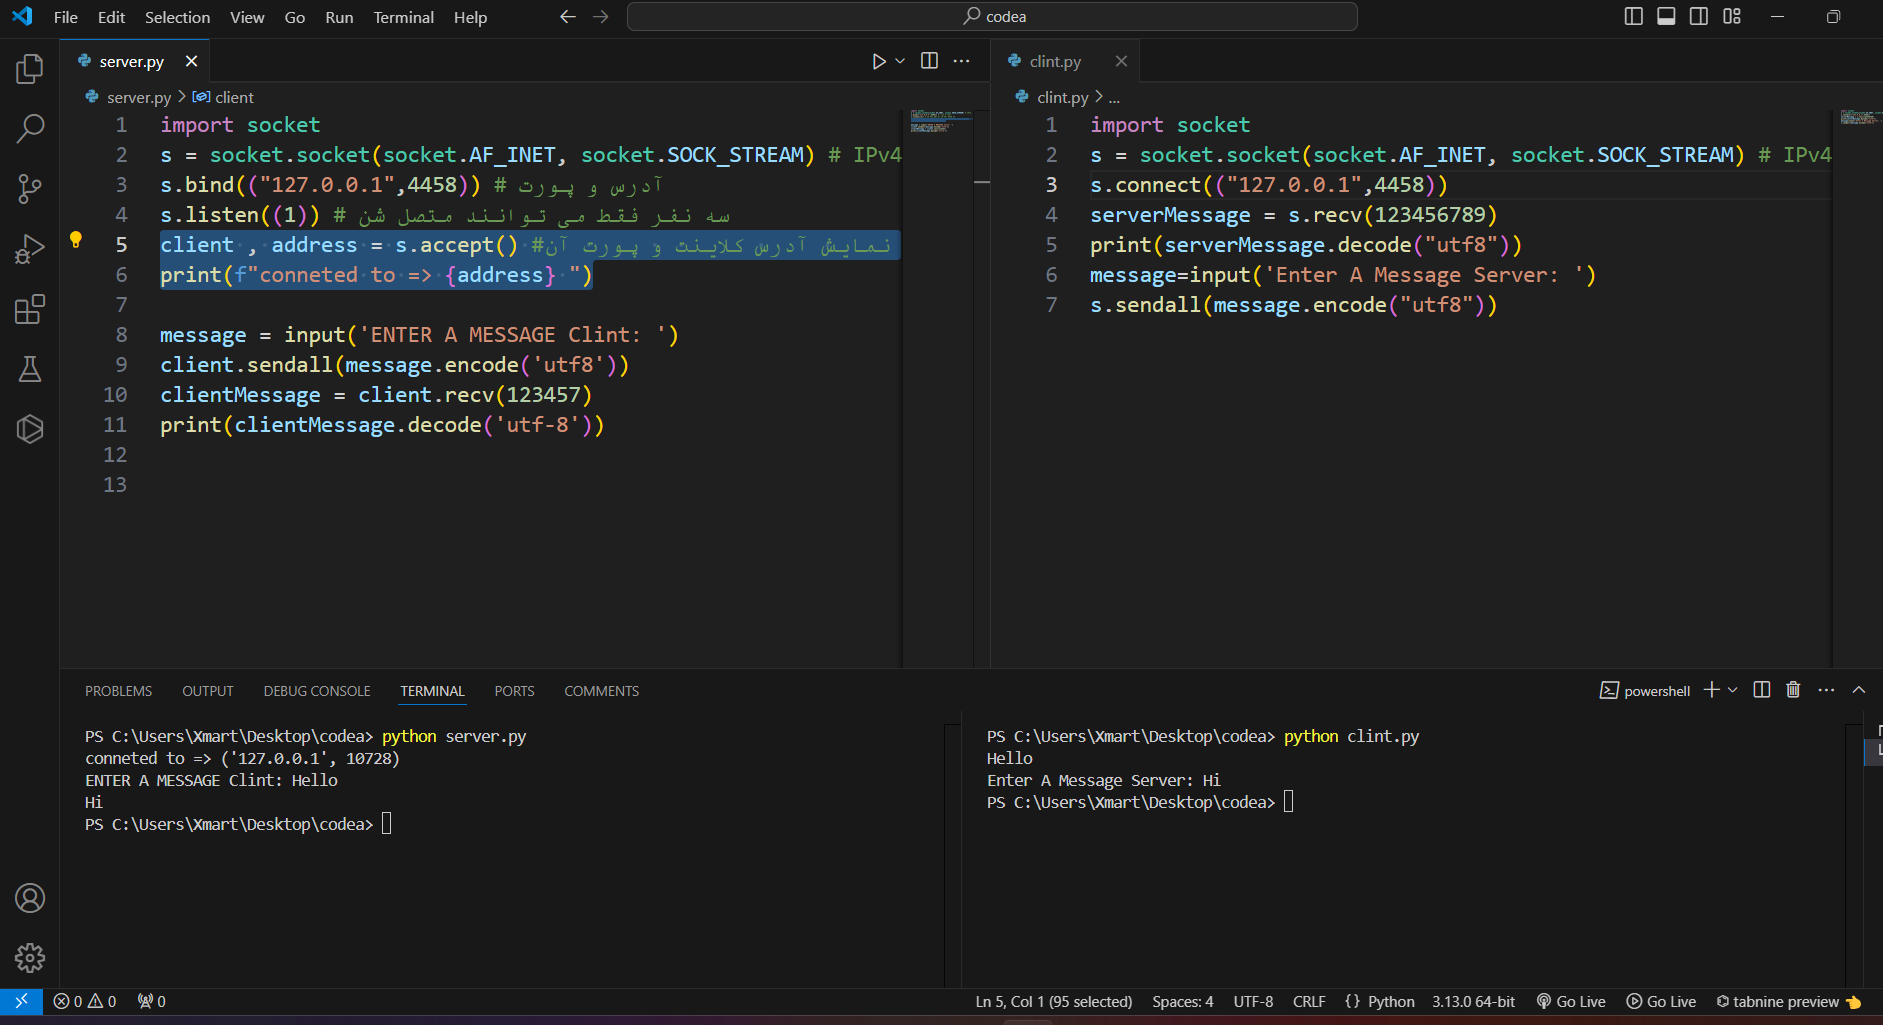 File Edit Selection View Go Run Terminal Help
codea
server.py
server.py > client
1 import socket
2 s = socket.socket(socket.AF_INET, socket.SOCK_STREAM) # IPv4
3 s.bind(("127.0.0.1",4458)) # آدرس و پورت
4 s.listen((1)) # سه نفر فقط می توانند متصل شن
5 client , address = s.accept() #نمایش آدرس کلاینت و پورت آن
6 print(f"conneted to => {address} ")
7
8 message = input('ENTER A MESSAGE Clint: ')
9 client.sendall(message.encode('utf8'))
10 clientMessage = client.recv(123457)
11 print(clientMessage.decode('utf-8'))
12
13
clint.py
clint.py > ...
1 import socket
2 s = socket.socket(socket.AF_INET, socket.SOCK_STREAM) # IPv4
3 s.connect(("127.0.0.1",4458))
4 serverMessage = s.recv(123456789)
5 print(serverMessage.decode("utf8"))
6 message=input('Enter A Message Server: ')
7 s.sendall(message.encode("utf8"))
PROBLEMS OUTPUT DEBUG CONSOLE TERMINAL PORTS COMMENTS
powershell
PS C:\Users\Xmart\Desktop\codea> python server.py
conneted to => ('127.0.0.1', 10728)
ENTER A MESSAGE Clint: Hello
Hi
PS C:\Users\Xmart\Desktop\codea>
PS C:\Users\Xmart\Desktop\codea> python clint.py
Hello
Enter A Message Server: Hi
PS C:\Users\Xmart\Desktop\codea>
0 0 0 Ln 5, Col 1 (95 selected) Spaces: 4 UTF-8 CRLF {} Python 3.13.0 64-bit Go Live Go Live tabnine preview